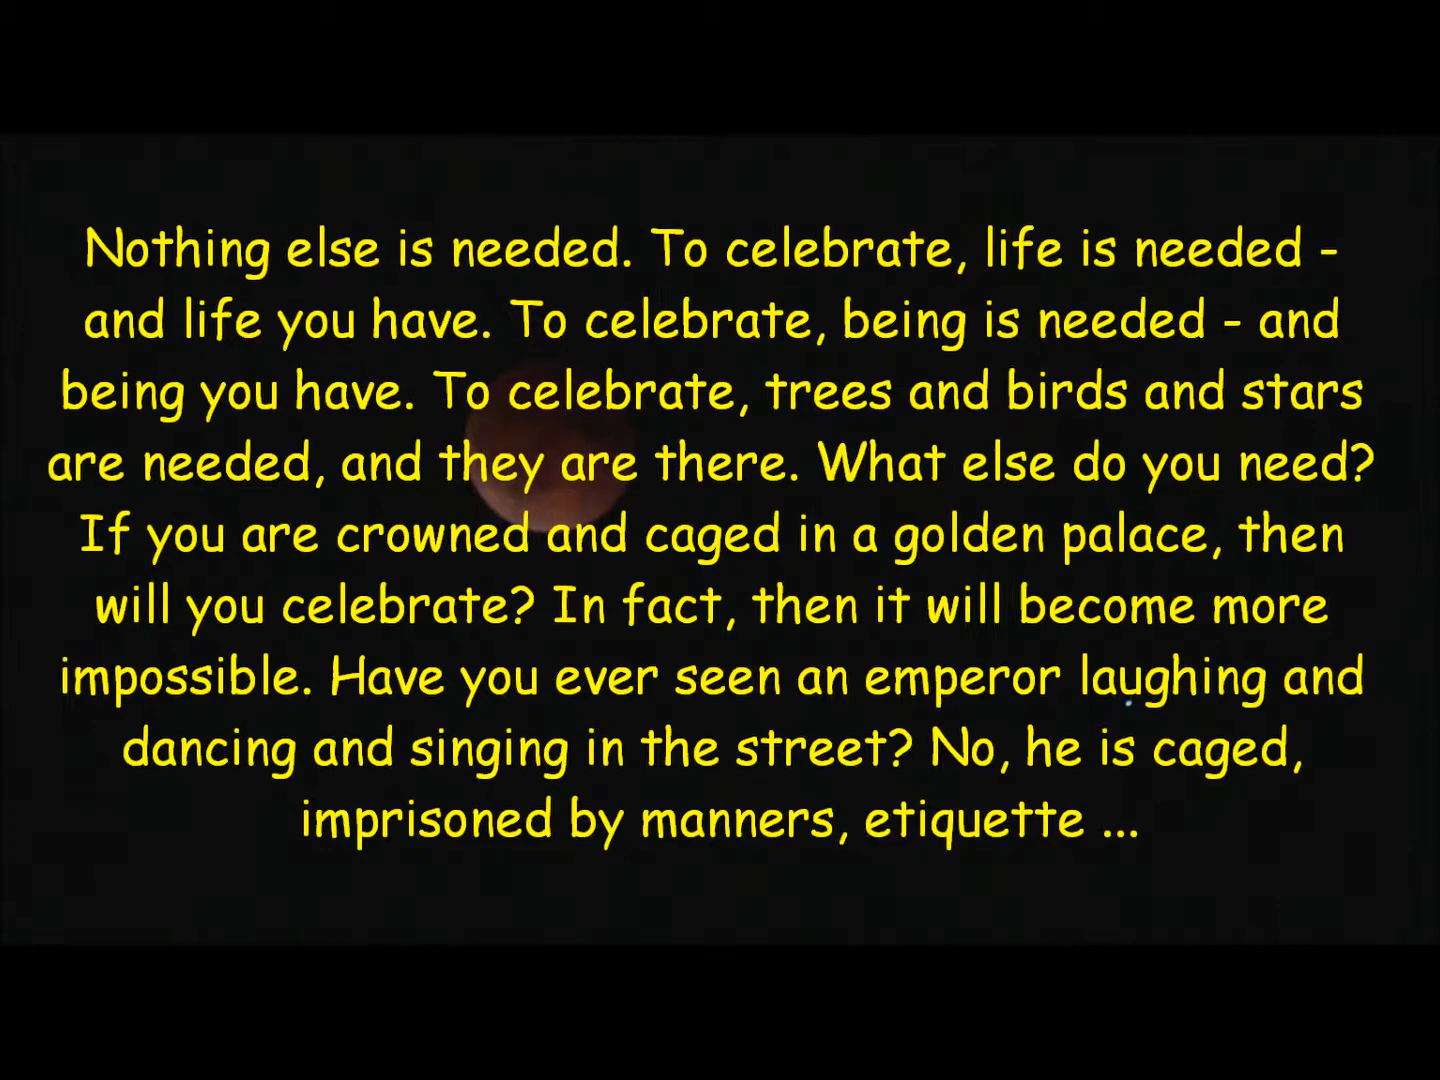 Nothing else is needed. To celebrate, life is needed -
and life you have. To celebrate, being is needed - and
being you have. To celebrate, trees and birds and stars
are needed, and they are there. What else do you need?
If you are crowned and caged in a golden palace, then
will you celebrate? In fact, then it will become more
impossible. Have you ever seen an emperor laughing and
dancing and singing in the street? No, he is caged,
imprisoned by manners, etiquette ...